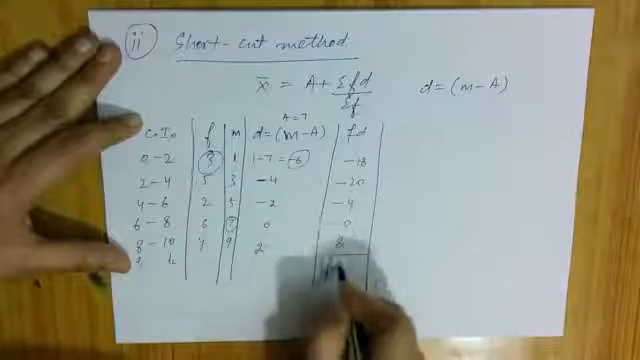 ii Short-cut method
x̄ = A + Σfd / Σf d = (m - A)
A = 7
C.I. f m d = (m - A) fd
0 - 2 3 1 1 - 7 = -6 -18
2 - 4 5 3 -4 -20
4 - 6 2 5 -2 -4
6 - 8 6 7 0 0
8 - 10 4 9 2 8
l₁ l₂